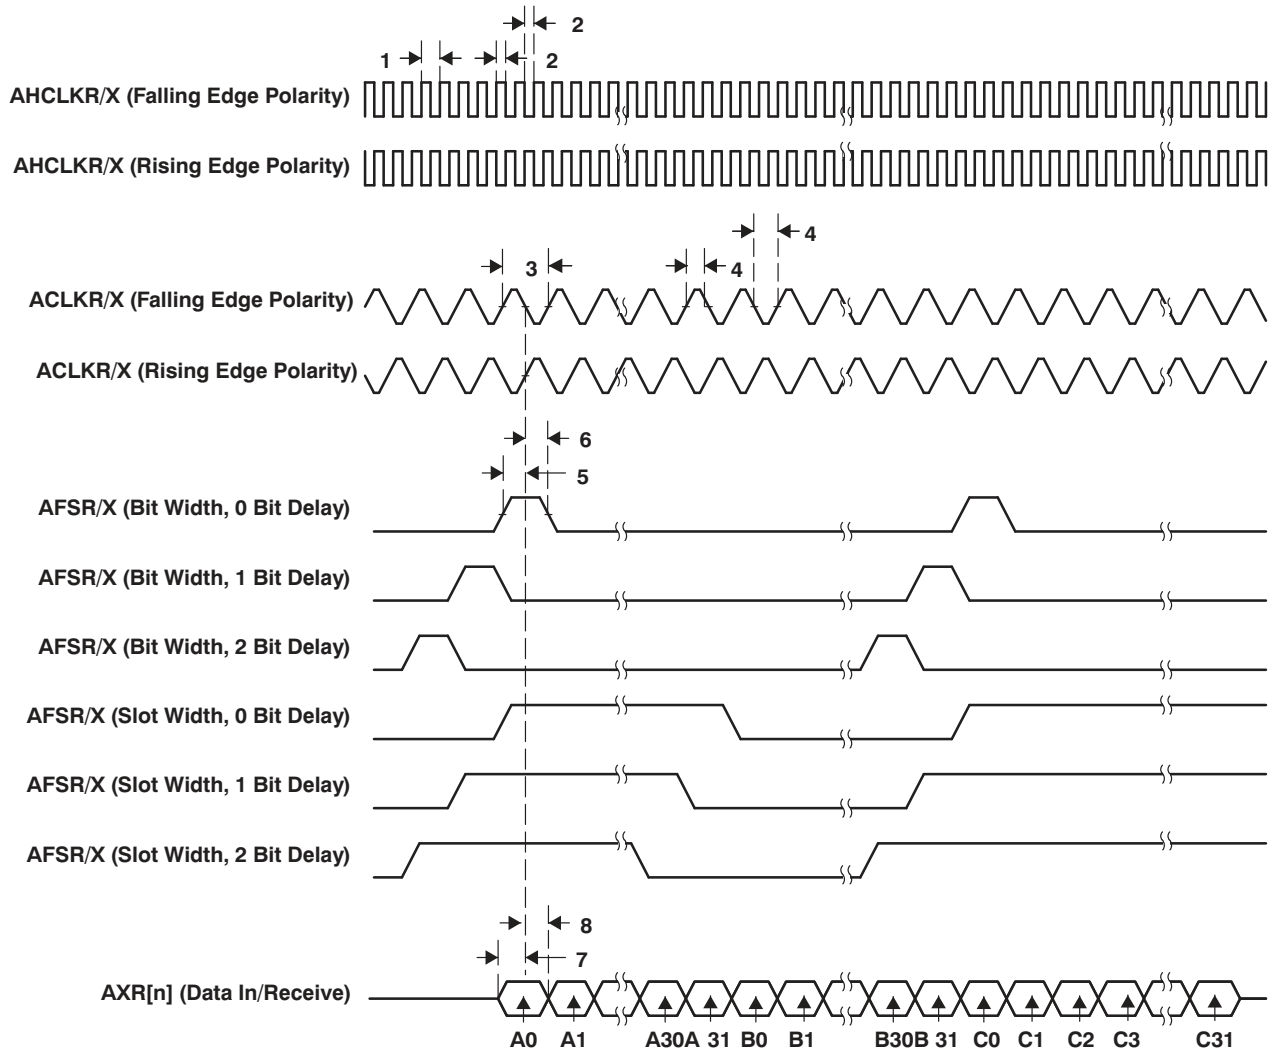 2
1
2
AHCLKR/X (Falling Edge Polarity)
AHCLKR/X (Rising Edge Polarity)
4
3
4
ACLKR/X (Falling Edge Polarity)
ACLKR/X (Rising Edge Polarity)
6
5
AFSR/X (Bit Width, 0 Bit Delay)
AFSR/X (Bit Width, 1 Bit Delay)
AFSR/X (Bit Width, 2 Bit Delay)
AFSR/X (Slot Width, 0 Bit Delay)
AFSR/X (Slot Width, 1 Bit Delay)
AFSR/X (Slot Width, 2 Bit Delay)
8
7
AXR[n] (Data In/Receive)
A0 A1 A30A 31 B0 B1 B30B 31 C0 C1 C2 C3 C31